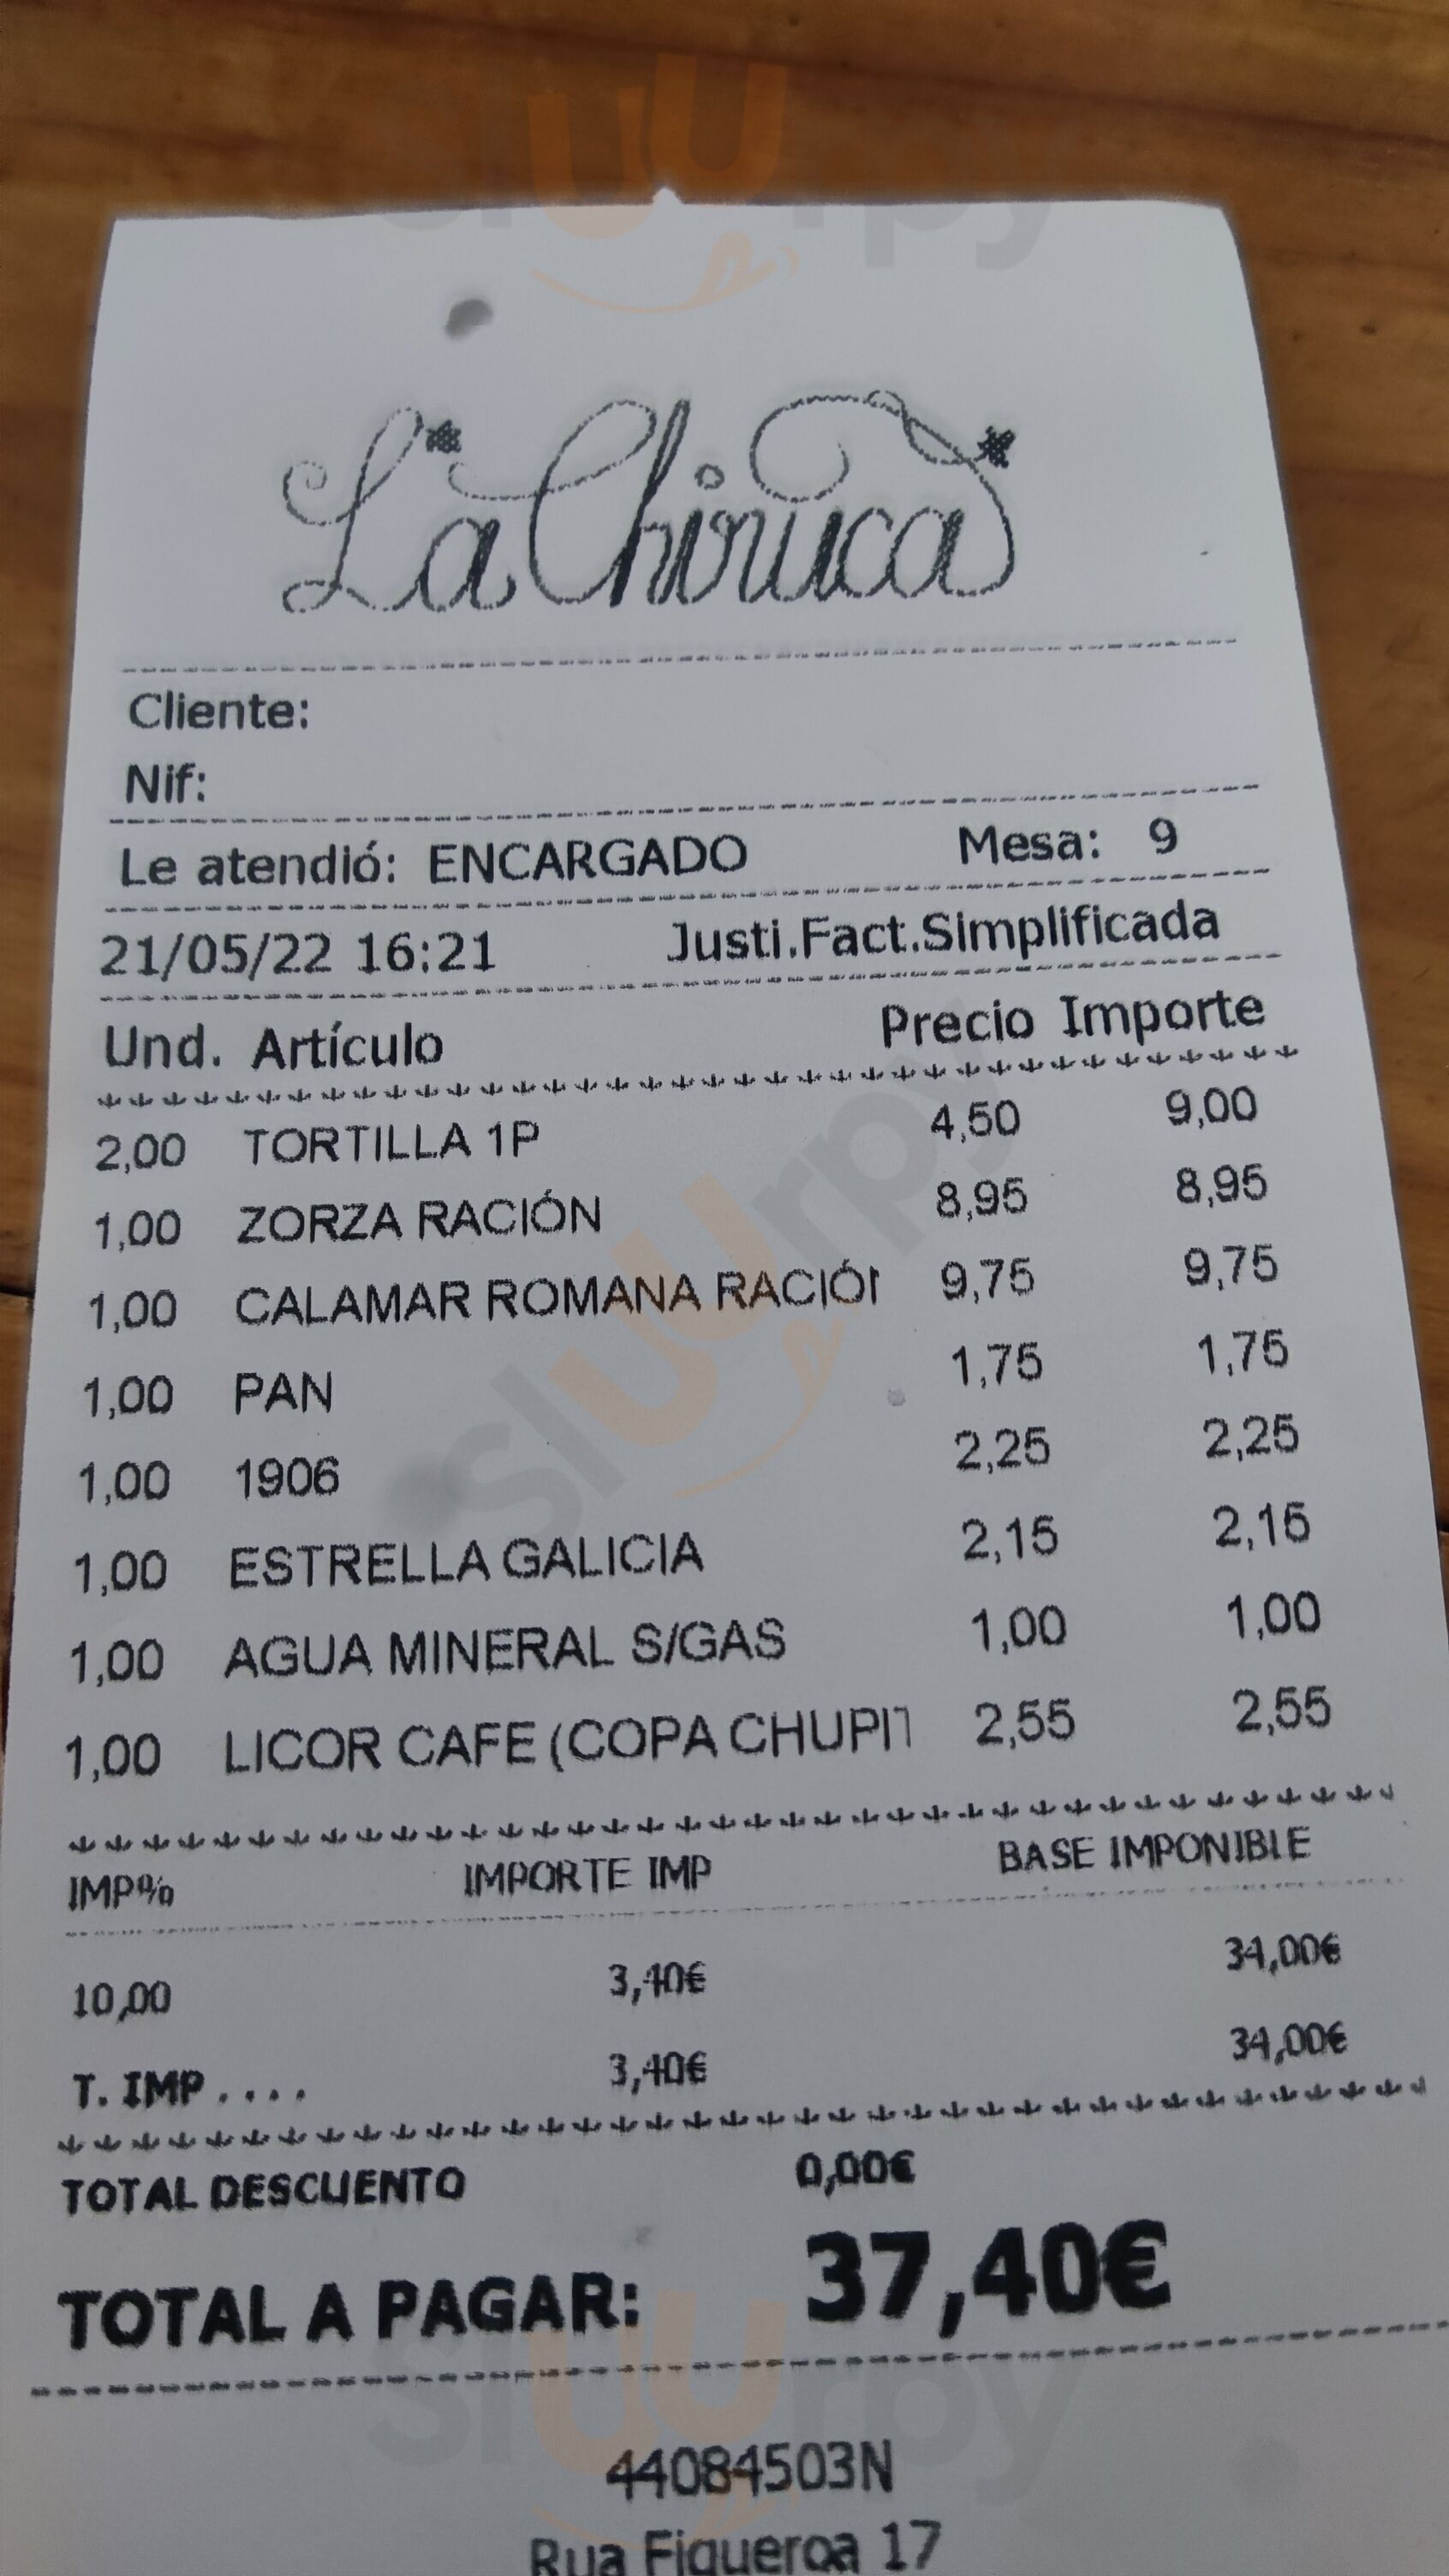 sluurpy
La Chiruca
Cliente:
Nif:
Le atendió: ENCARGADO Mesa: 9
21/05/22 16:21 Justi.Fact.Simplificada
Und. Artículo Precio Importe
2,00 TORTILLA 1P 4,50 9,00
1,00 ZORZA RACIÓN 8,95 8,95
1,00 CALAMAR ROMANA RACIÓN 9,75 9,75
1,00 PAN 1,75 1,75
1,00 1906 2,25 2,25
1,00 ESTRELLA GALICIA 2,15 2,15
1,00 AGUA MINERAL S/GAS 1,00 1,00
1,00 LICOR CAFE (COPA CHUPIT 2,55 2,55
sluurpy
IMP% IMPORTE IMP BASE IMPONIBLE
10,00 3,40€ 34,00€
T. IMP .... 3,40€ 34,00€
TOTAL DESCUENTO 0,00€
TOTAL A PAGAR: 37,40€
sluurpy
44084503N
Rua Figueroa 17